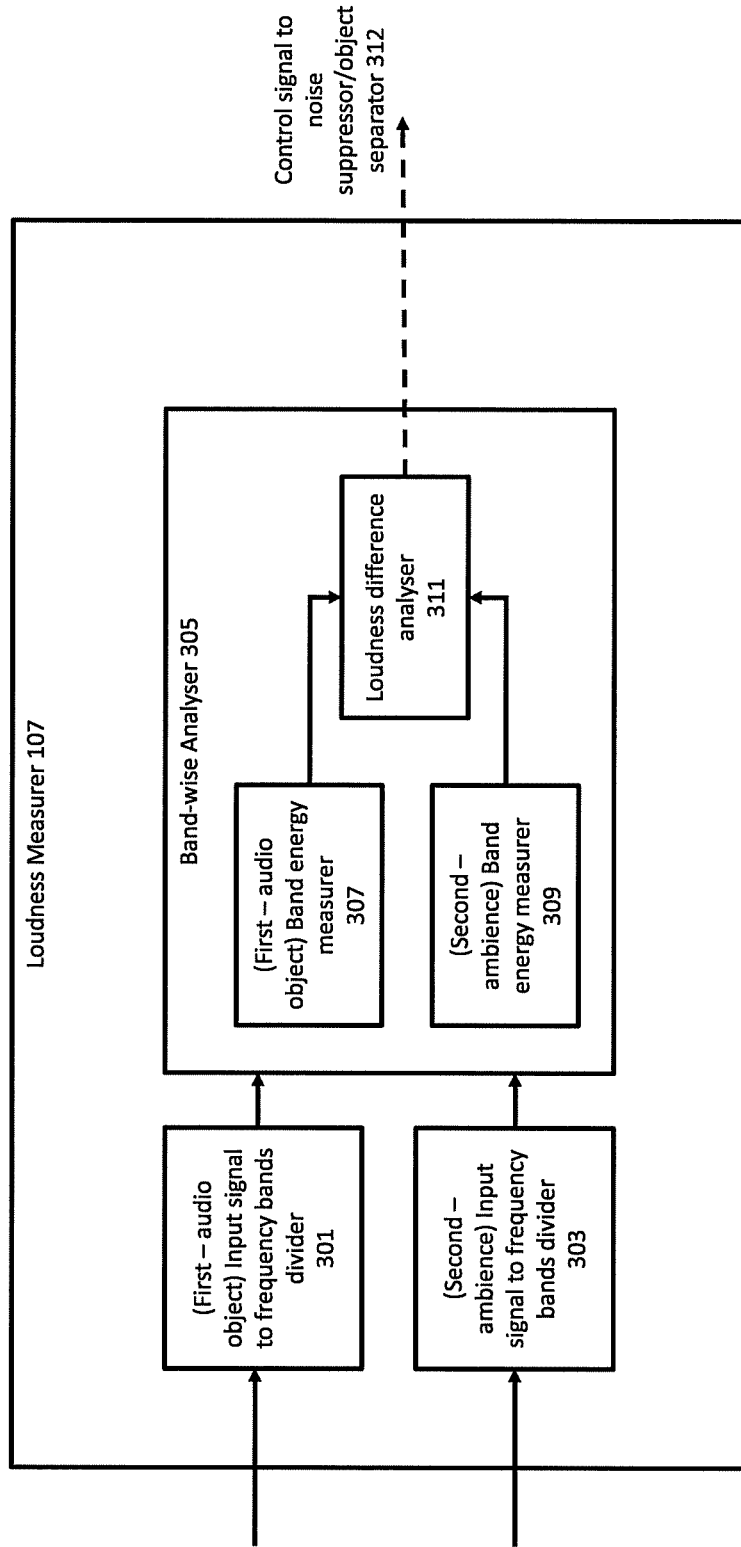 Loudness Measurer 107
(First – audio
object) Input signal
to frequency bands
divider
301
(Second –
ambience) Input
signal to frequency
bands divider
303
Band-wise Analyser 305
(First – audio
object) Band energy
measurer
307
(Second –
ambience) Band
energy measurer
309
Loudness difference
analyser
311
Control signal to
noise
suppressor/object
separator 312